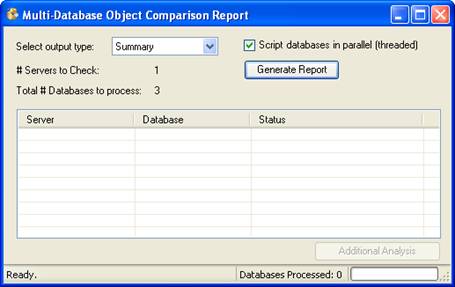 Multi-Database Object Comparison Report
Select output type: Summary Script databases in parallel (threaded)
# Servers to Check: 1 Generate Report
Total # Databases to process: 3
Server Database Status
Additional Analysis
Ready. Databases Processed: 0